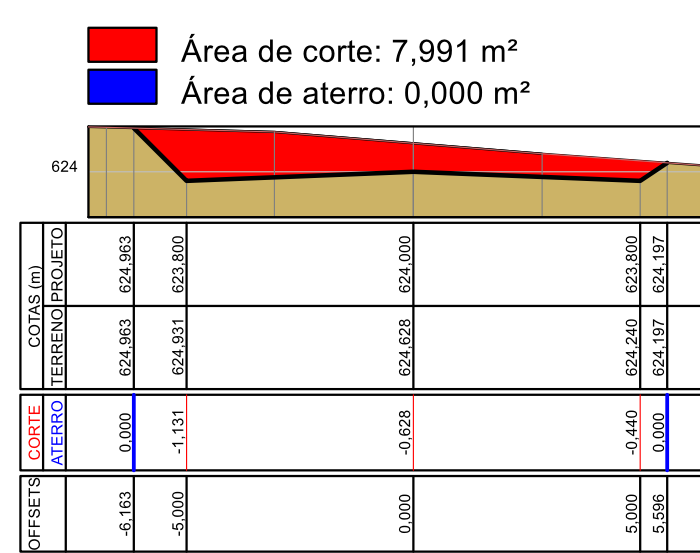 Área de corte: 7,991 m²
Área de aterro: 0,000 m²
624
COTAS (m)
PROJETO
624,963
623,800
624,000
623,800
624,197
TERRENO
624,963
624,931
624,628
624,240
624,197
CORTE
ATERRO
0,000
-1,131
-0,628
-0,440
0,000
OFFSETS
-6,163
-5,000
0,000
5,000
5,596